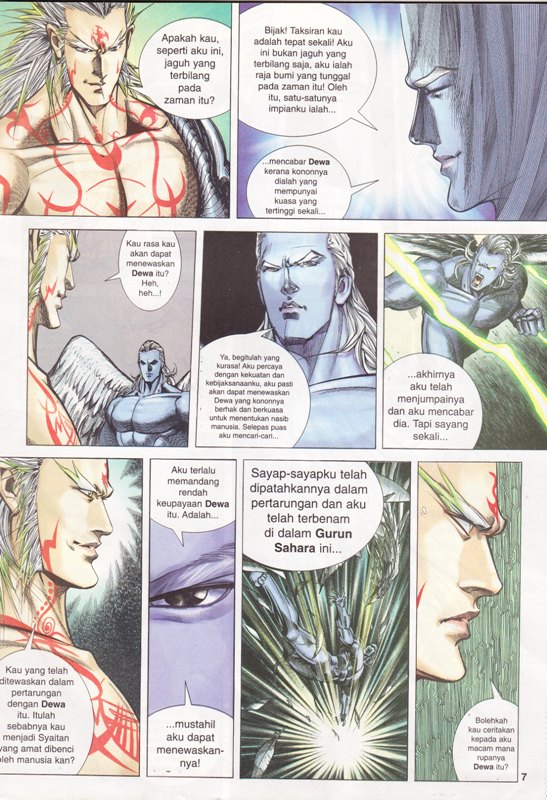 Apakah kau,
seperti aku ini,
jaguh yang
terbilang
pada
zaman itu?
Bijak! Taksiran kau
adalah tepat sekali! Aku
ini bukan jaguh yang
terbilang saja, aku ialah
raja bumi yang tunggal
pada zaman itu! Oleh
itu, satu-satunya
impianku ialah...
...mencabar Dewa
kerana kononnya
dialah yang
mempunyai
kuasa yang
tertinggi sekali...
Kau rasa kau
akan dapat
menewaskan
Dewa itu?
Heh,
heh...!
Ya, begitulah yang
kurasa! Aku percaya
dengan kekuatan dan
kebijaksanaanku, aku pasti
akan dapat menewaskan
Dewa yang kononnya
berhak dan berkuasa
untuk menentukan nasib
manusia. Selepas puas
aku mencari-cari...
...akhirnya
aku telah
menjumpainya
dan aku mencabar
dia. Tapi sayang
sekali...
Kau yang telah
ditewaskan dalam
pertarungan
dengan Dewa
itu. Itulah
sebabnya kau
menjadi Syaitan
yang amat dibenci
oleh manusia kan?
Aku terlalu
memandang
rendah
keupayaan Dewa
itu. Adalah...
...mustahil
aku dapat
menewaskan-
nya!
Sayap-sayapku telah
dipatahkannya dalam
pertarungan dan aku
telah terbenam
di dalam Gurun
Sahara ini...
Bolehkah
kau ceritakan
kepada aku
macam mana
rupanya
Dewa itu?
7